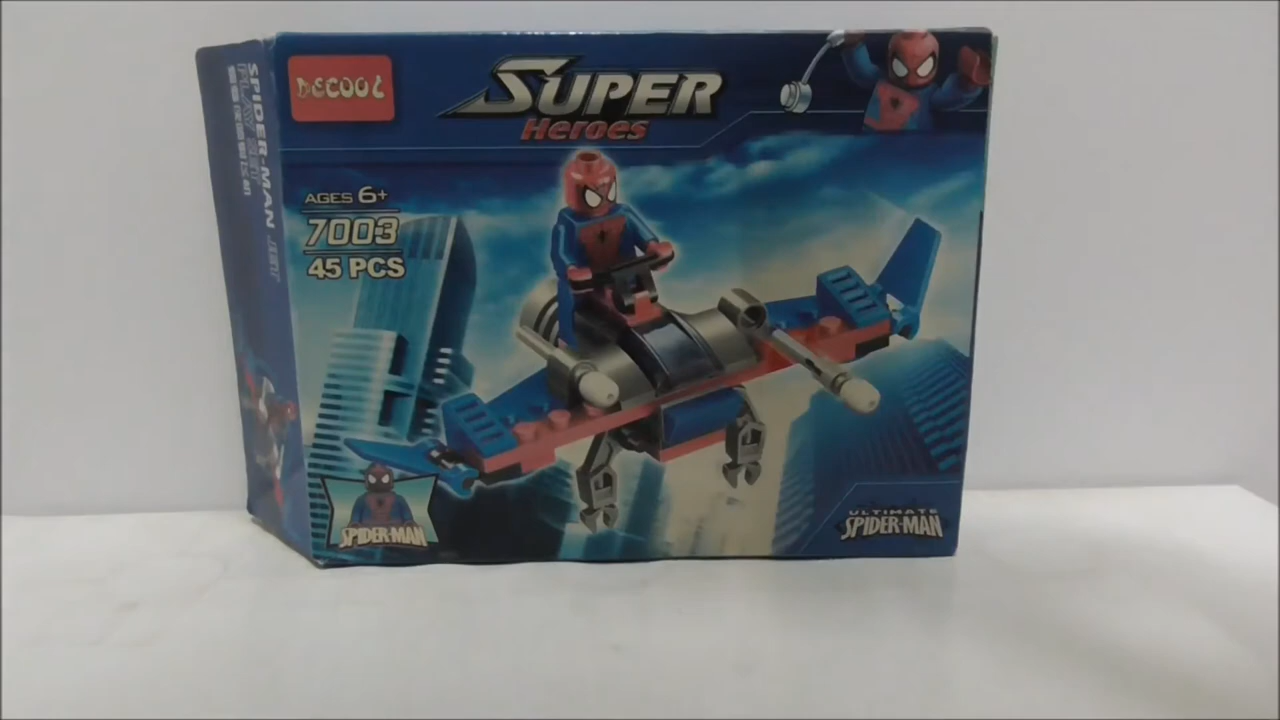 DECOOL
SUPER
Heroes
AGES 6+
7003
45 PCS
SPIDER-MAN
ULTIMATE
SPIDER-MAN
SPIDER-MAN